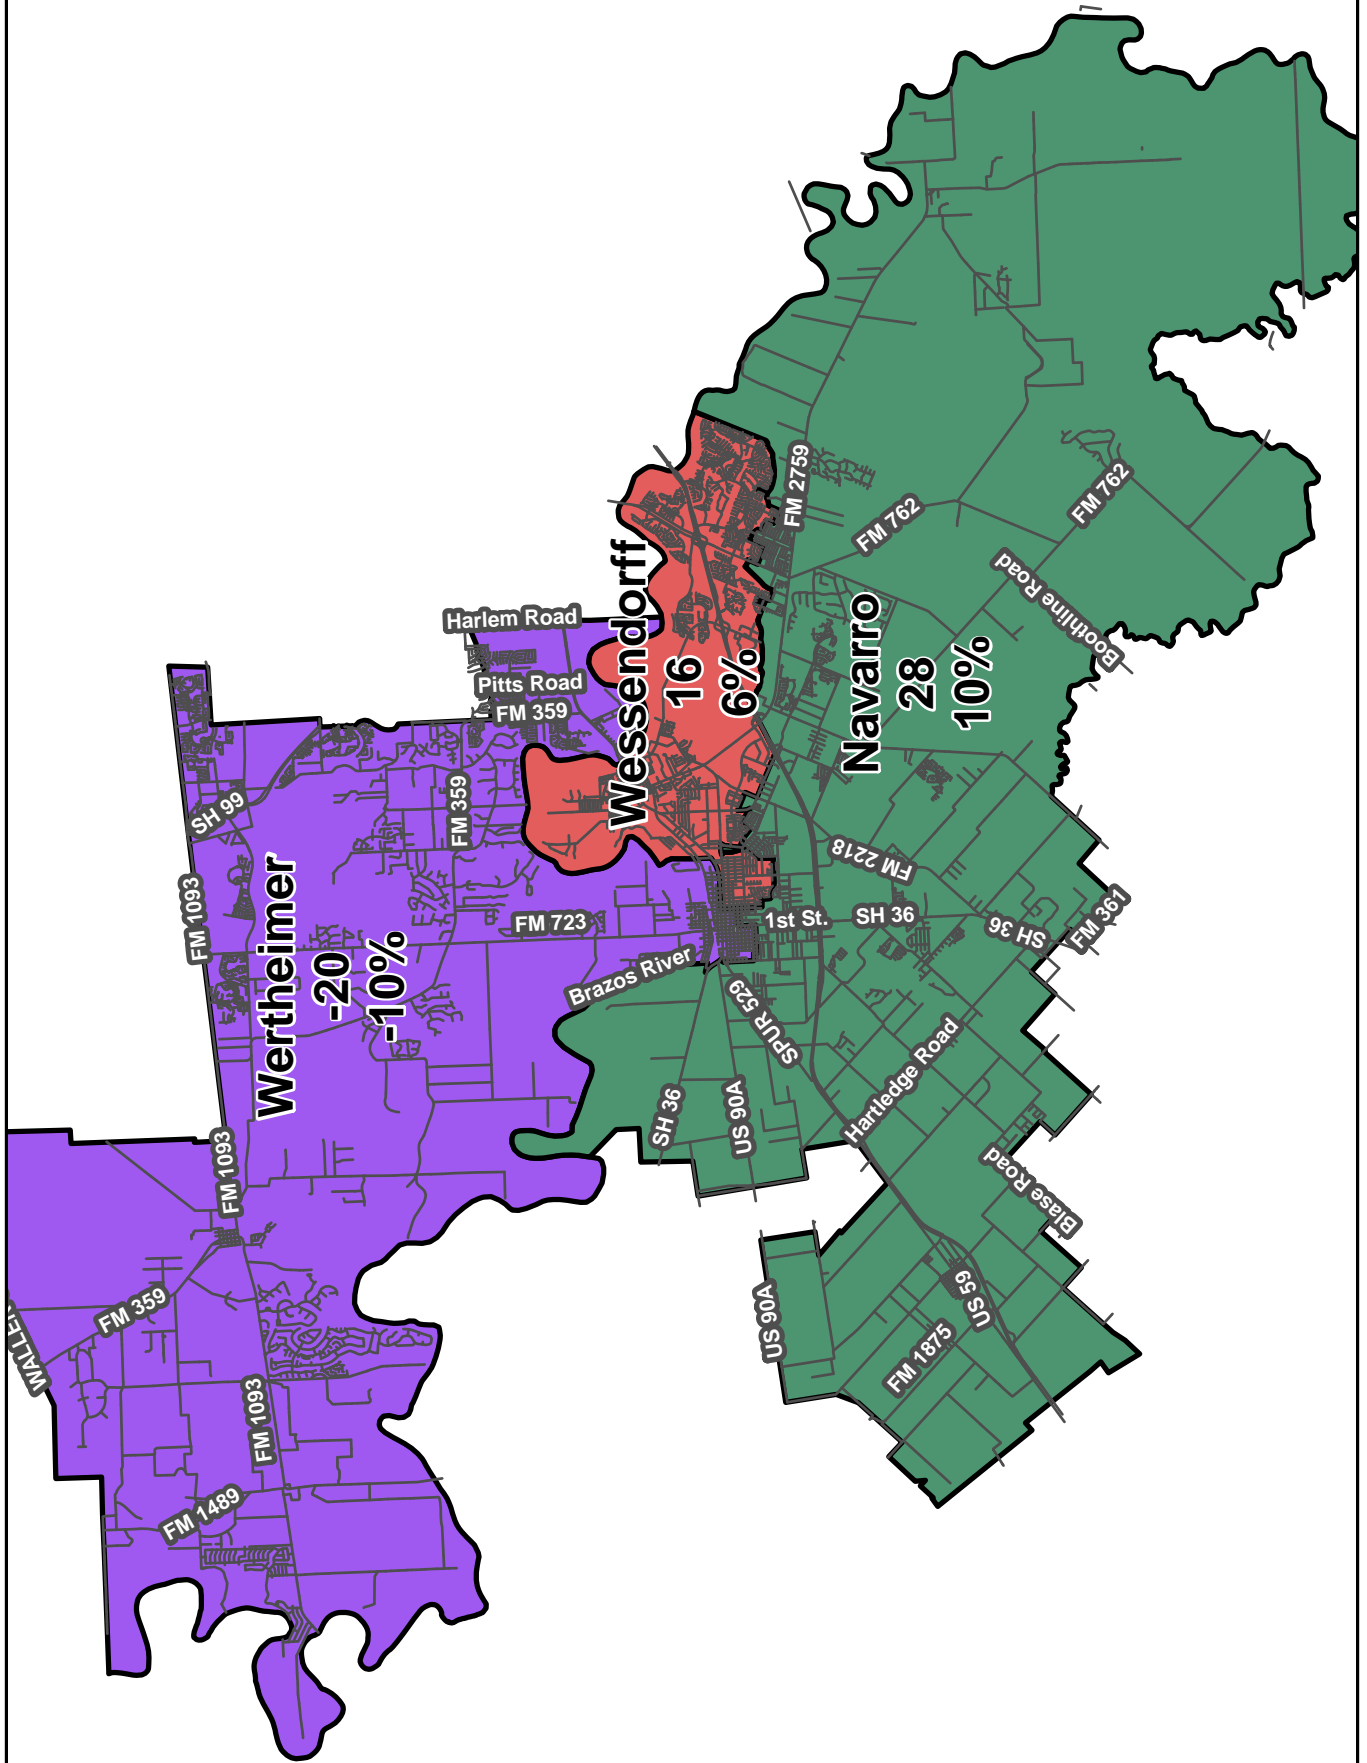 Harlem Road
Pitts Road
FM 359
SH 99
FM 359
FM 1093
Wertheimer
-20
-10%
FM 723
Brazos River
Wessendorff
16
6%
FM 2759
FM 762
FM 762
Boothline Road
Navarro
28
10%
FM 2218
1st St.
SH 36
SH 36
FM 361
SPUR 529
Hartledge Road
SH 36
US 90A
Blase Road
FM 1093
FM 359
WALLER
FM 1093
FM 1489
US 90A
US 59
FM 1875